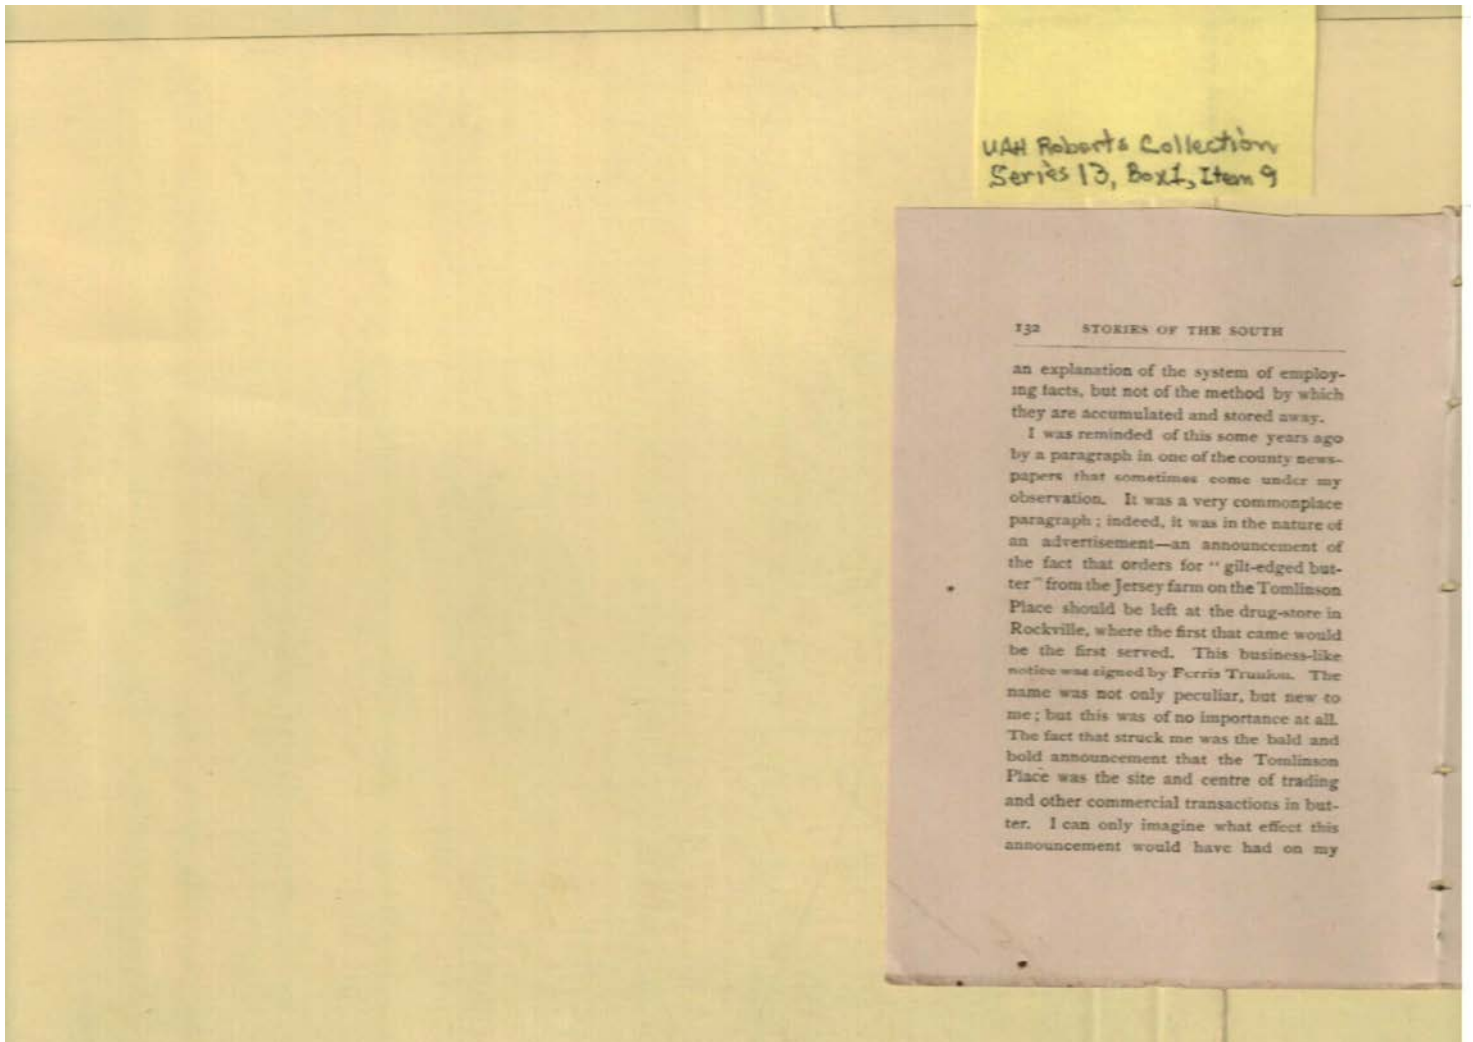 UAH Roberts Collection
Series 13, Box 1, Item 9
132 STORIES OF THE SOUTH
an explanation of the system of employ-
ing facts, but not of the method by which
they are accumulated and stored away.
I was reminded of this some years ago
by a paragraph in one of the county news-
papers that sometimes come under my
observation. It was a very commonplace
paragraph; indeed, it was in the nature of
an advertisement—an announcement of
the fact that orders for "gilt-edged but-
ter" from the Jersey farm on the Tomlinson
Place should be left at the drug-store in
Rockville, where the first that came would
be the first served. This business-like
notice was signed by Ferris Trunion. The
name was not only peculiar, but new to
me; but this was of no importance at all.
The fact that struck me was the bald and
bold announcement that the Tomlinson
Place was the site and centre of trading
and other commercial transactions in but-
ter. I can only imagine what effect this
announcement would have had on my